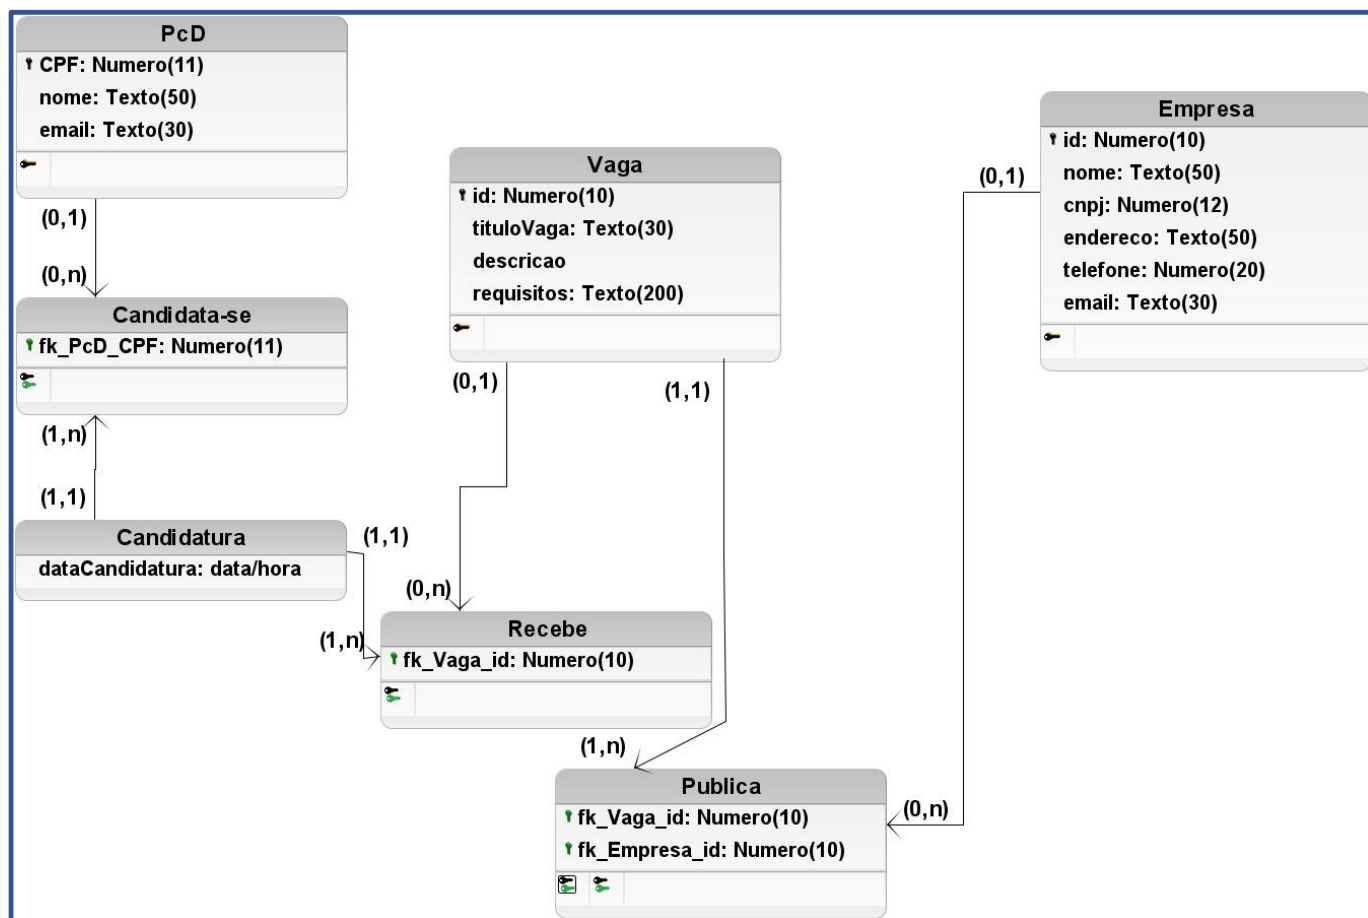 PcD
CPF: Numero(11)
nome: Texto(50)
email: Texto(30)
(0,1)
(0,n)
Candidata-se
fk_PcD_CPF: Numero(11)
(1,n)
(1,1)
Candidatura
dataCandidatura: data/hora
(1,1)
(1,n)
Vaga
id: Numero(10)
tituloVaga: Texto(30)
descricao
requisitos: Texto(200)
(0,1)
(1,1)
(0,n)
Recebe
fk_Vaga_id: Numero(10)
(1,n)
Publica
fk_Vaga_id: Numero(10)
fk_Empresa_id: Numero(10)
Empresa
id: Numero(10)
nome: Texto(50)
cnpj: Numero(12)
endereco: Texto(50)
telefone: Numero(20)
email: Texto(30)
(0,1)
(0,n)